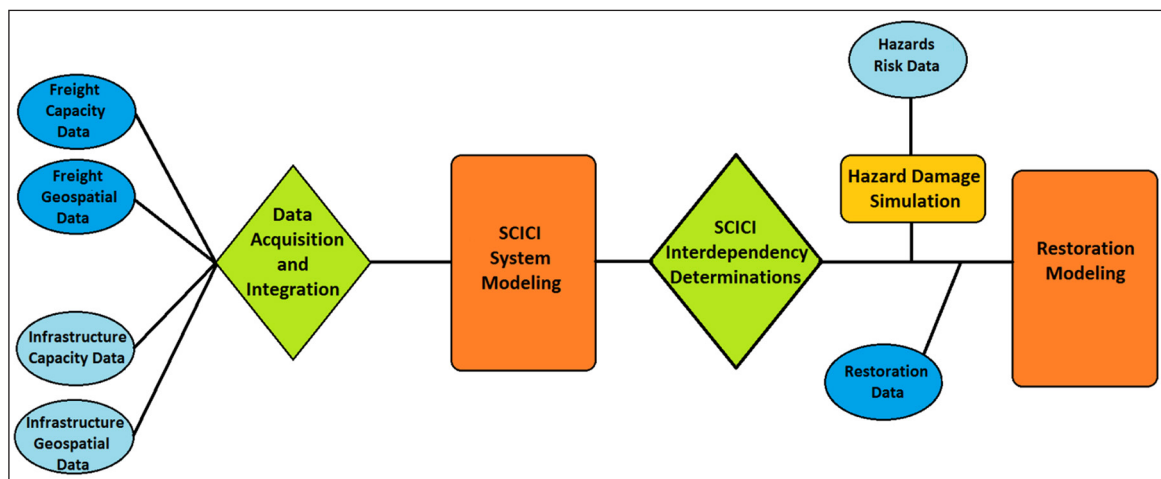 Freight
Capacity
Data
Freight
Geospatial
Data
Infrastructure
Capacity Data
Infrastructure
Geospatial
Data
Data
Acquisition
and
Integration
SCICI
System
Modeling
SCICI
Interdependency
Determinations
Hazards
Risk Data
Hazard Damage
Simulation
Restoration
Data
Restoration
Modeling